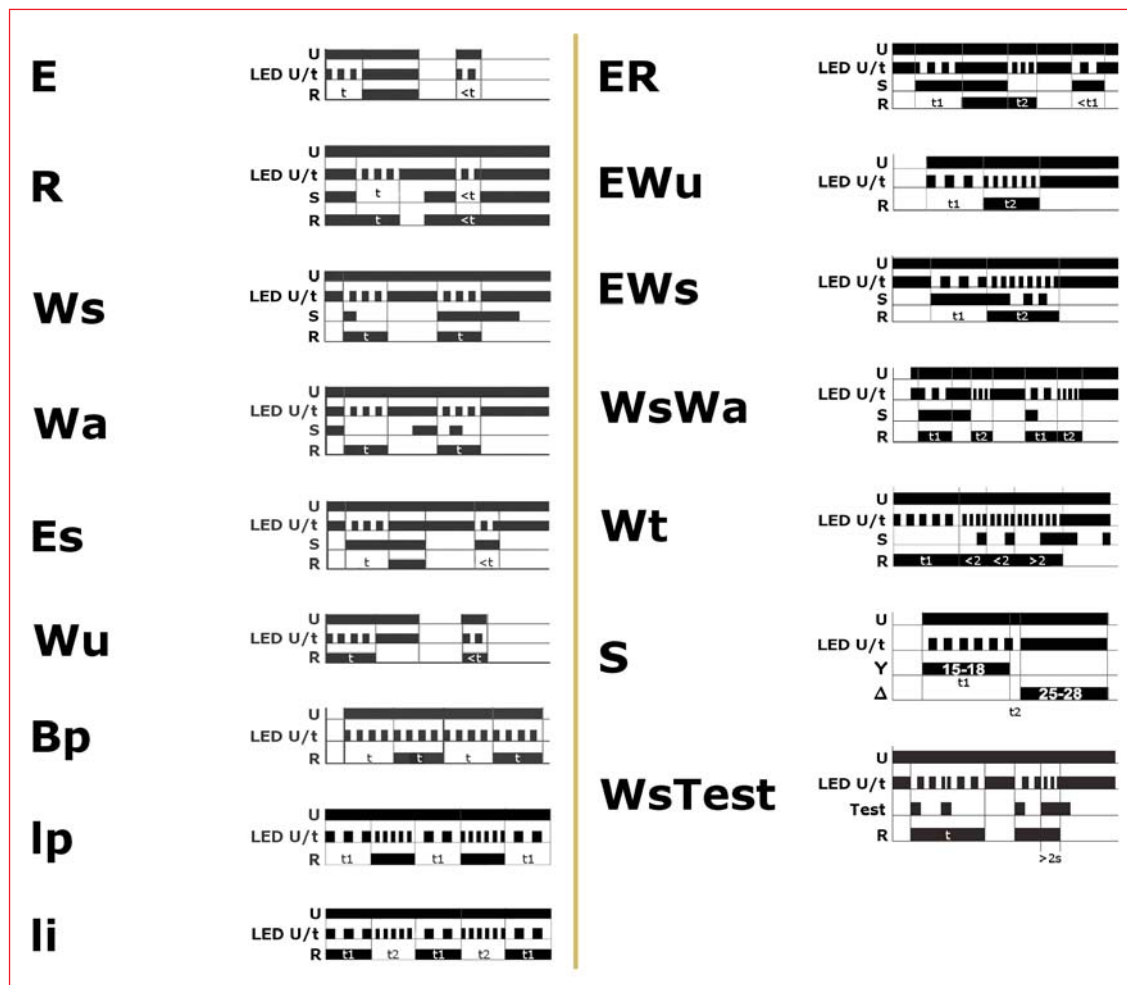 E
U
LED U/t
R
t
<t
R
U
LED U/t
S
R
t
<t
t
<t
Ws
U
LED U/t
S
R
t
t
Wa
U
LED U/t
S
R
t
t
Es
U
LED U/t
S
R
t
<t
Wu
U
LED U/t
R
t
<t
Bp
U
LED U/t
R
t
t
t
t
Ip
U
LED U/t
R
t1
t1
t1
Ii
U
LED U/t
R
t1
t2
t1
t2
t1
ER
U
LED U/t
S
R
t1
t2
<t1
EWu
U
LED U/t
R
t1
t2
EWs
U
LED U/t
S
R
t1
t2
WsWa
U
LED U/t
S
R
t1
t2
t1
t2
Wt
U
LED U/t
S
R
t1
<2
<2
>2
S
U
LED U/t
Y
15-18
t1
Δ
25-28
t2
WsTest
U
LED U/t
Test
R
t
>2s